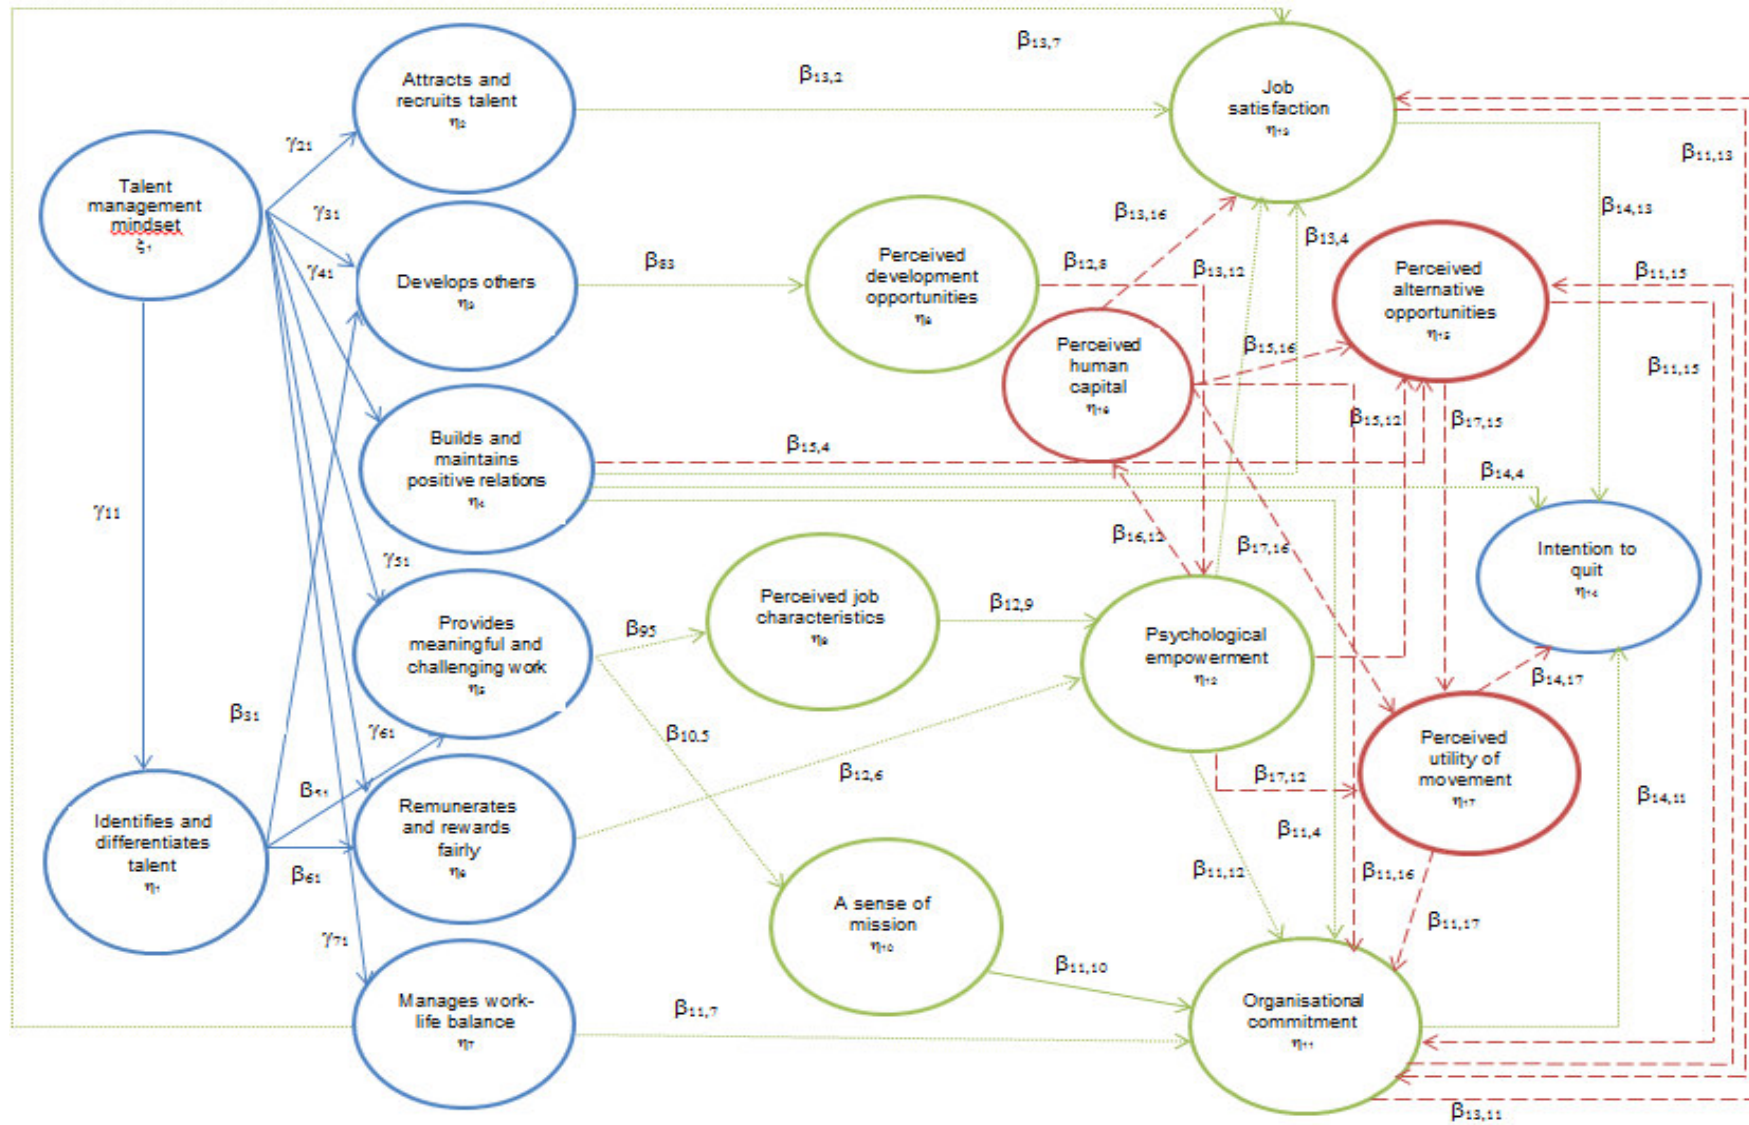 β13,7
β13,2
Attracts and
recruits talent
η2
Job
satisfaction
η13
γ21
β11,13
Talent
management
mindset
ξ1
γ31
γ41
Develops others
η3
β83
Perceived
development
opportunities
η8
β12,8
β13,16
β13,12
β13,4
β14,13
Perceived
alternative
opportunities
η15
β11,15
β11,15
Perceived
human
capital
η16
β15,16
β15,12
β17,15
Builds and
maintains
positive relations
η4
β15,4
β14,4
γ11
γ51
β16,12
β17,16
Intention to
quit
η14
Provides
meaningful and
challenging work
η5
β95
Perceived job
characteristics
η9
β12,9
Psychological
empowerment
η12
β14,17
β31
γ61
β10.5
β12,6
β17,12
Perceived
utility of
movement
η17
β14,11
β51
Identifies and
differentiates
talent
η1
β61
Remunerates
and rewards
fairly
η6
β11,4
β11,12
β11,16
β11,17
A sense of
mission
η10
γ71
β11,10
Manages work-
life balance
η7
β11,7
Organisational
commitment
η11
β13,11